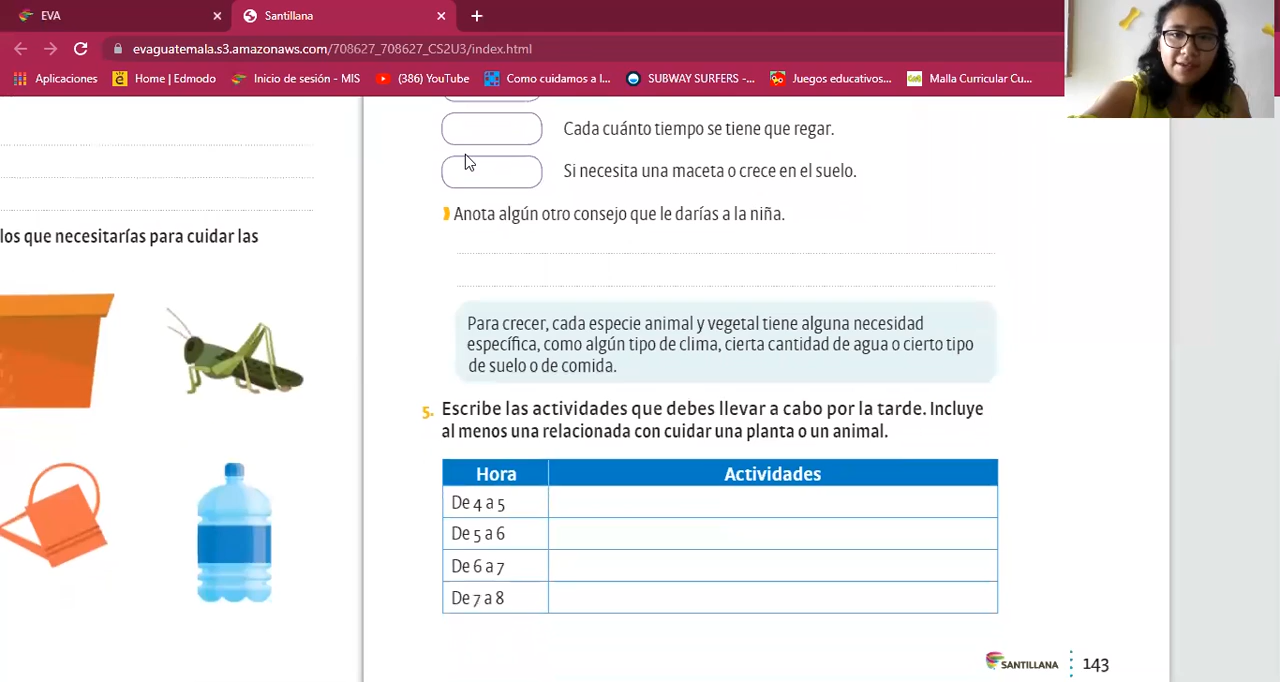 EVA
Santillana
evaguatemala.s3.amazonaws.com/708627_708627_CS2U3/index.html
Aplicaciones
Home | Edmodo
Inicio de sesión - MIS
(386) YouTube
Como cuidamos a l...
SUBWAY SURFERS -...
Juegos educativos...
Malla Curricular Cu...
Cada cuánto tiempo se tiene que regar.
Si necesita una maceta o crece en el suelo.
Anota algún otro consejo que le darías a la niña.
los que necesitarías para cuidar las
Para crecer, cada especie animal y vegetal tiene alguna necesidad
específica, como algún tipo de clima, cierta cantidad de agua o cierto tipo
de suelo o de comida.
5. Escribe las actividades que debes llevar a cabo por la tarde. Incluye
al menos una relacionada con cuidar una planta o un animal.
Hora Actividades
De 4 a 5
De 5 a 6
De 6 a 7
De 7 a 8
SANTILLANA 143